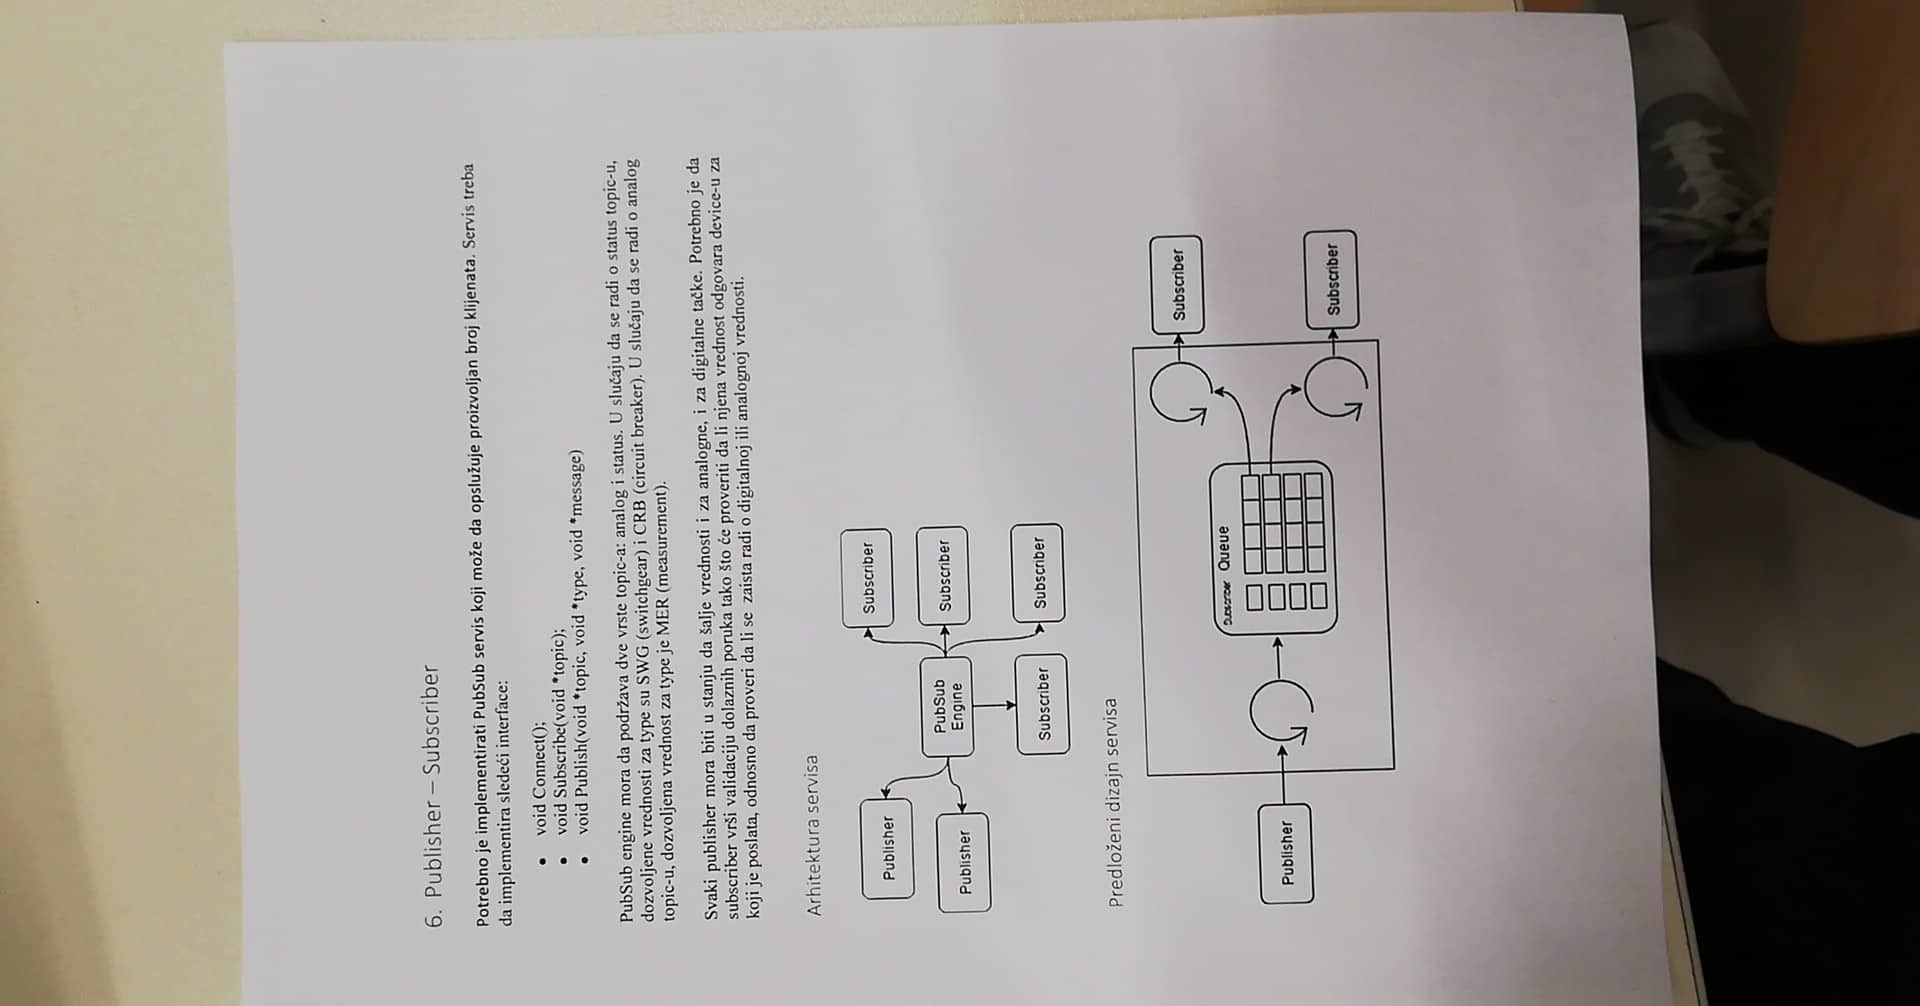 6. Publisher – Subscriber
Potrebno je implementirati PubSub servis koji može da opslužuje proizvoljan broj klijenata. Servis treba
da implementira sledeći interface:
• void Connect();
• void Subscribe(void *topic);
• void Publish(void *topic, void *type, void *message)
PubSub engine mora da podržava dve vrste topic-a: analog i status. U slučaju da se radi o status topic-u,
dozvoljene vrednosti za type su SWG (switchgear) i CRB (circuit breaker). U slučaju da se radi o analog
topic-u, dozvoljena vrednost za type je MER (measurement).
Svaki publisher mora biti u stanju da šalje vrednosti i za analogne, i za digitalne tačke. Potrebno je da
subscriber vrši validaciju dolaznih poruka tako što će proveriti da li njena vrednost odgovara device-u za
koji je poslata, odnosno da proveri da li se zaista radi o digitalnoj ili analognoj vrednosti.
Arhitektura servisa
Publisher
Publisher
PubSub
Engine
Subscriber
Subscriber
Subscriber
Subscriber
Predloženi dizajn servisa
Publisher
Subscriber Queue
Subscriber
Subscriber